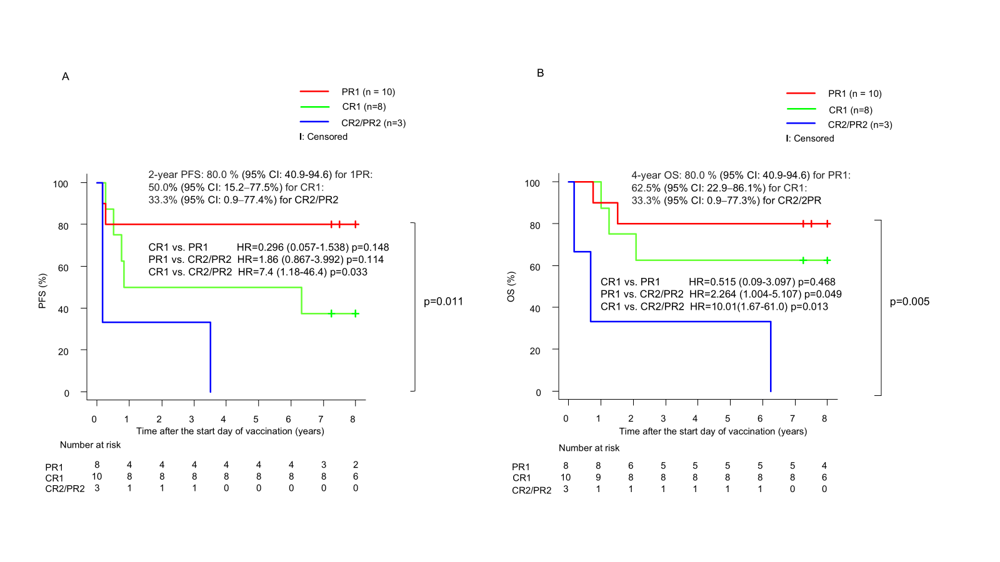 A
PR1 (n = 10)
CR1 (n=8)
CR2/PR2 (n=3)
I: Censored
2-year PFS: 80.0 % (95% CI: 40.9-94.6) for 1PR:
50.0% (95% CI: 15.2–77.5%) for CR1:
33.3% (95% CI: 0.9–77.4%) for CR2/PR2
CR1 vs. PR1 HR=0.296 (0.057-1.538) p=0.148
PR1 vs. CR2/PR2 HR=1.86 (0.867-3.992) p=0.114
CR1 vs. CR2/PR2 HR=7.4 (1.18-46.4) p=0.033
PFS (%)
100
80
60
40
20
0
p=0.011
0 1 2 3 4 5 6 7 8
Time after the start day of vaccination (years)
Number at risk
PR1 8 4 4 4 4 4 4 3 2
CR1 10 8 8 8 8 8 8 8 6
CR2/PR2 3 1 1 1 0 0 0 0 0
B
PR1 (n = 10)
CR1 (n=8)
CR2/PR2 (n=3)
I: Censored
4-year OS: 80.0 % (95% CI: 40.9-94.6) for PR1:
62.5% (95% CI: 22.9–86.1%) for CR1:
33.3% (95% CI: 0.9–77.3%) for CR2/2PR
CR1 vs. PR1 HR=0.515 (0.09-3.097) p=0.468
PR1 vs. CR2/PR2 HR=2.264 (1.004-5.107) p=0.049
CR1 vs. CR2/PR2 HR=10.01(1.67-61.0) p=0.013
OS (%)
100
80
60
40
20
0
p=0.005
0 1 2 3 4 5 6 7 8
Time after the start day of vaccination (years)
Number at risk
PR1 8 8 6 5 5 5 5 5 4
CR1 10 9 8 8 8 8 8 8 6
CR2/PR2 3 1 1 1 1 1 1 0 0